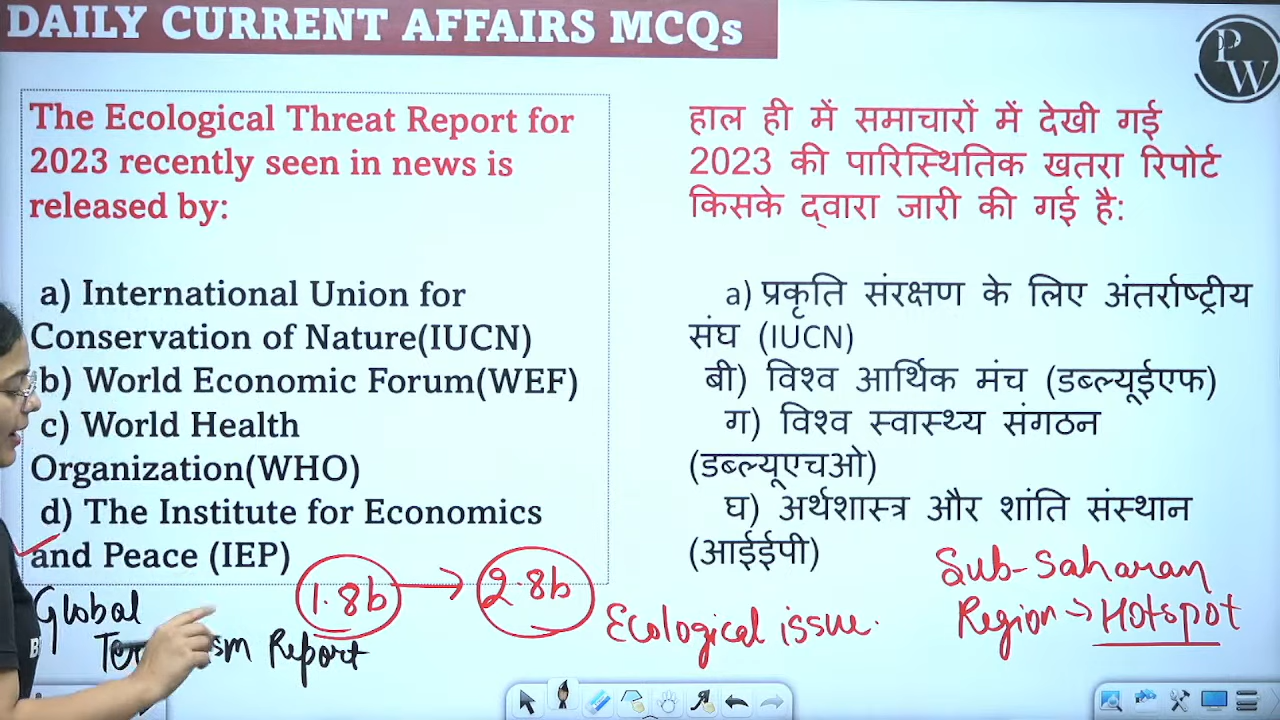 DAILY CURRENT AFFAIRS MCQs
PW
The Ecological Threat Report for
2023 recently seen in news is
released by:
a) International Union for
Conservation of Nature(IUCN)
b) World Economic Forum(WEF)
c) World Health
Organization(WHO)
d) The Institute for Economics
and Peace (IEP)
हाल ही में समाचारों में देखी गई
2023 की पारिस्थितिक खतरा रिपोर्ट
किसके द्वारा जारी की गई है:
a) प्रकृति संरक्षण के लिए अंतर्राष्ट्रीय
संघ (IUCN)
बी) विश्व आर्थिक मंच (डब्ल्यूईएफ)
ग) विश्व स्वास्थ्य संगठन
(डब्ल्यूएचओ)
घ) अर्थशास्त्र और शांति संस्थान
(आईईपी)
Global
Report
1.8b → 2.8b
Ecological issue.
Sub-Saharan
Region → Hotspot